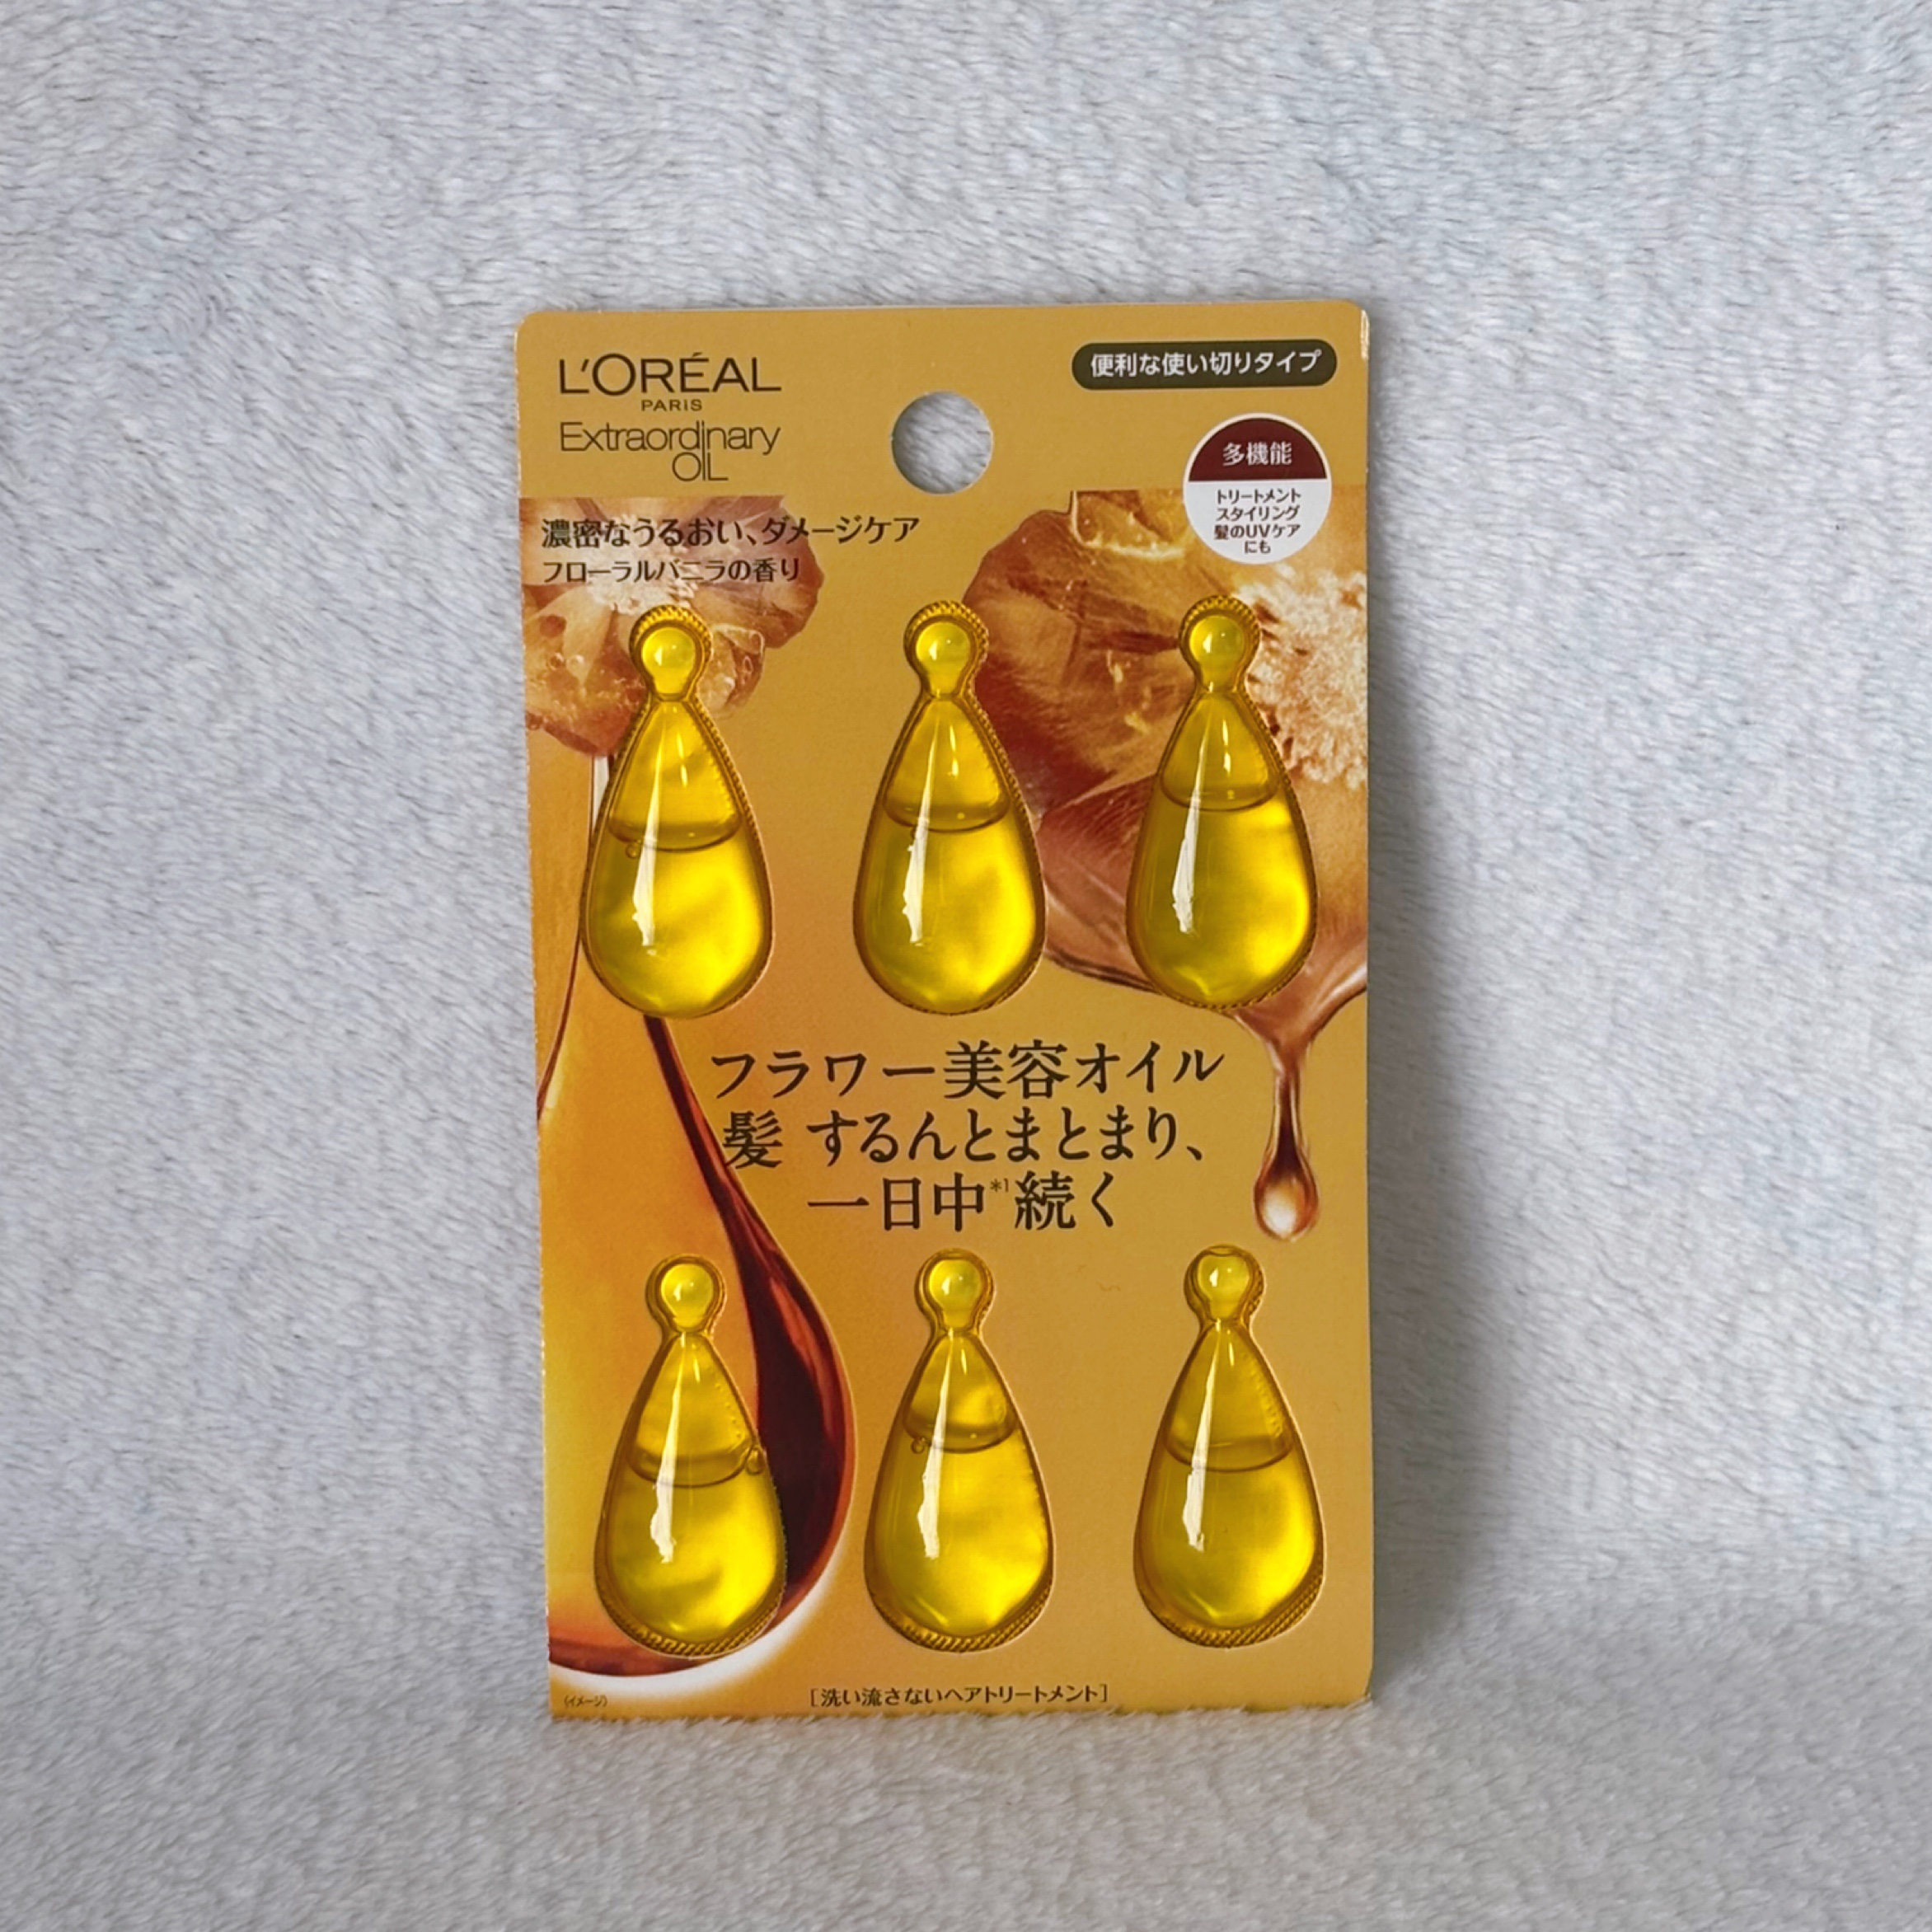 L'ORÉAL
PARIS
Extraordinary
OIL
便利な使い切りタイプ
多機能
トリートメント
スタイリング
髪のUVケア
にも
濃密なうるおい、ダメージケア
フローラルバニラの香り
フラワー美容オイル
髪 するんとまとまり、
一日中*1続く
(イメージ)
[洗い流さないヘアトリートメント]